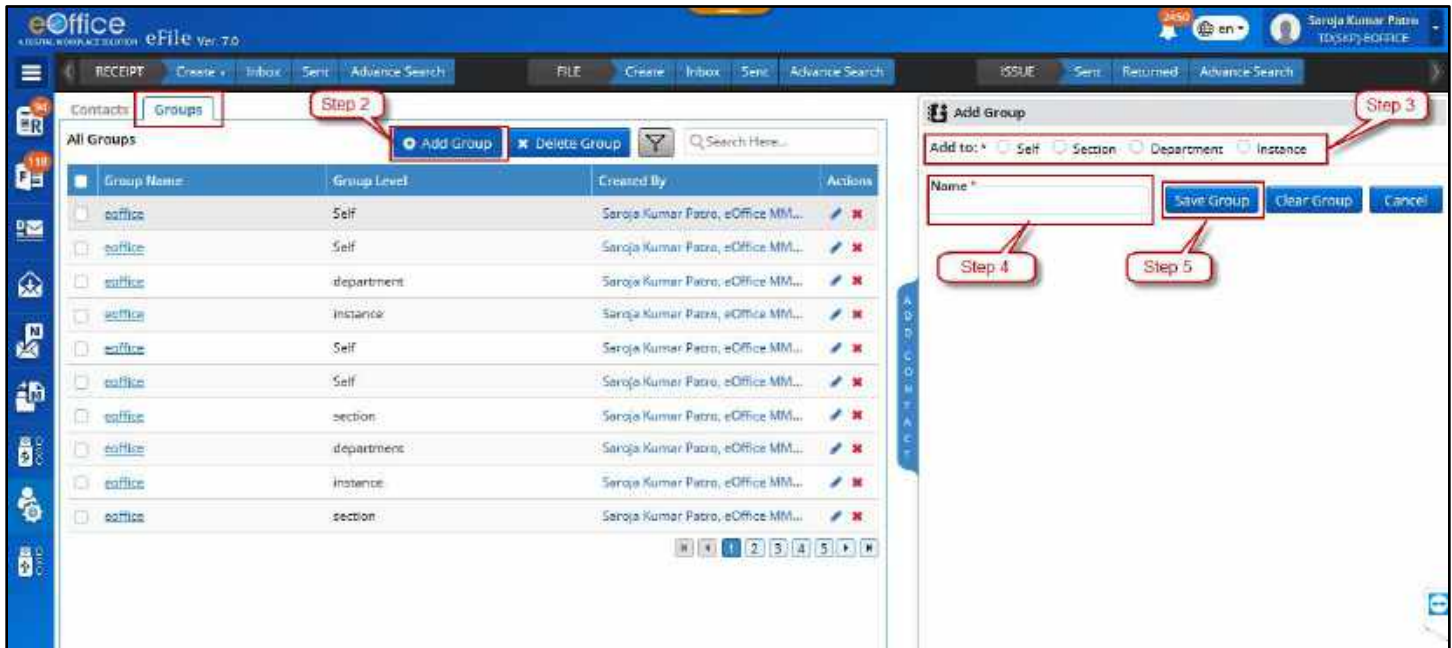 eOffice
A DIGITAL WORKPLACE SOLUTION eFile Ver. 7.0
2450 en Saroja Kumar Patro
TD(SKP)-EOFFICE
RECEIPT Create Inbox Sent Advance Search FILE Create Inbox Sent Advance Search ISSUE Sent Returned Advance Search
Contacts Groups Step 2 Add Group Step 3
All Groups Add Group Delete Group Search Here... Add to: * Self Section Department Instance
Group Name Group Level Created By Actions Name * Save Group Clear Group Cancel
eoffice Self Saroja Kumar Patro, eOffice MM...
eoffice Self Saroja Kumar Patro, eOffice MM... Step 4 Step 5
eoffice department Saroja Kumar Patro, eOffice MM...
eoffice instance Saroja Kumar Patro, eOffice MM...
eoffice Self Saroja Kumar Patro, eOffice MM...
eoffice Self Saroja Kumar Patro, eOffice MM...
eoffice section Saroja Kumar Patro, eOffice MM...
eoffice department Saroja Kumar Patro, eOffice MM...
eoffice instance Saroja Kumar Patro, eOffice MM...
eoffice section Saroja Kumar Patro, eOffice MM...
1 2 3 4 5
ADD CONTACT